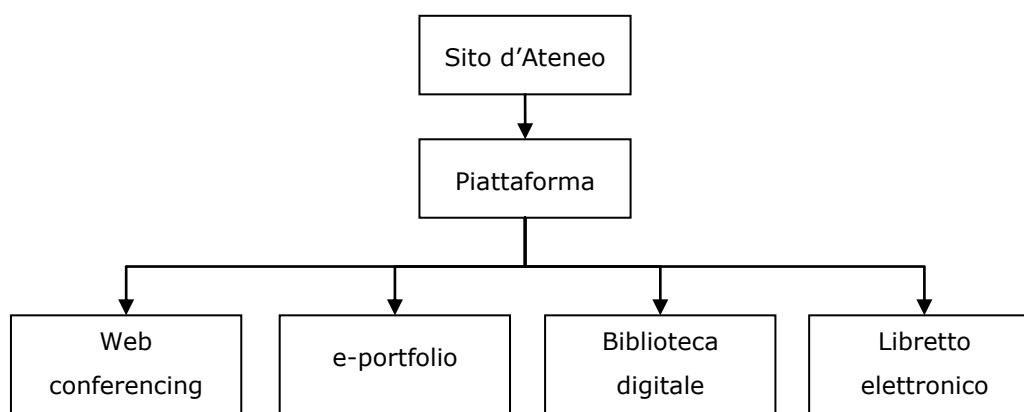 Sito d’Ateneo
Piattaforma
Web
conferencing
e-portfolio
Biblioteca
digitale
Libretto
elettronico